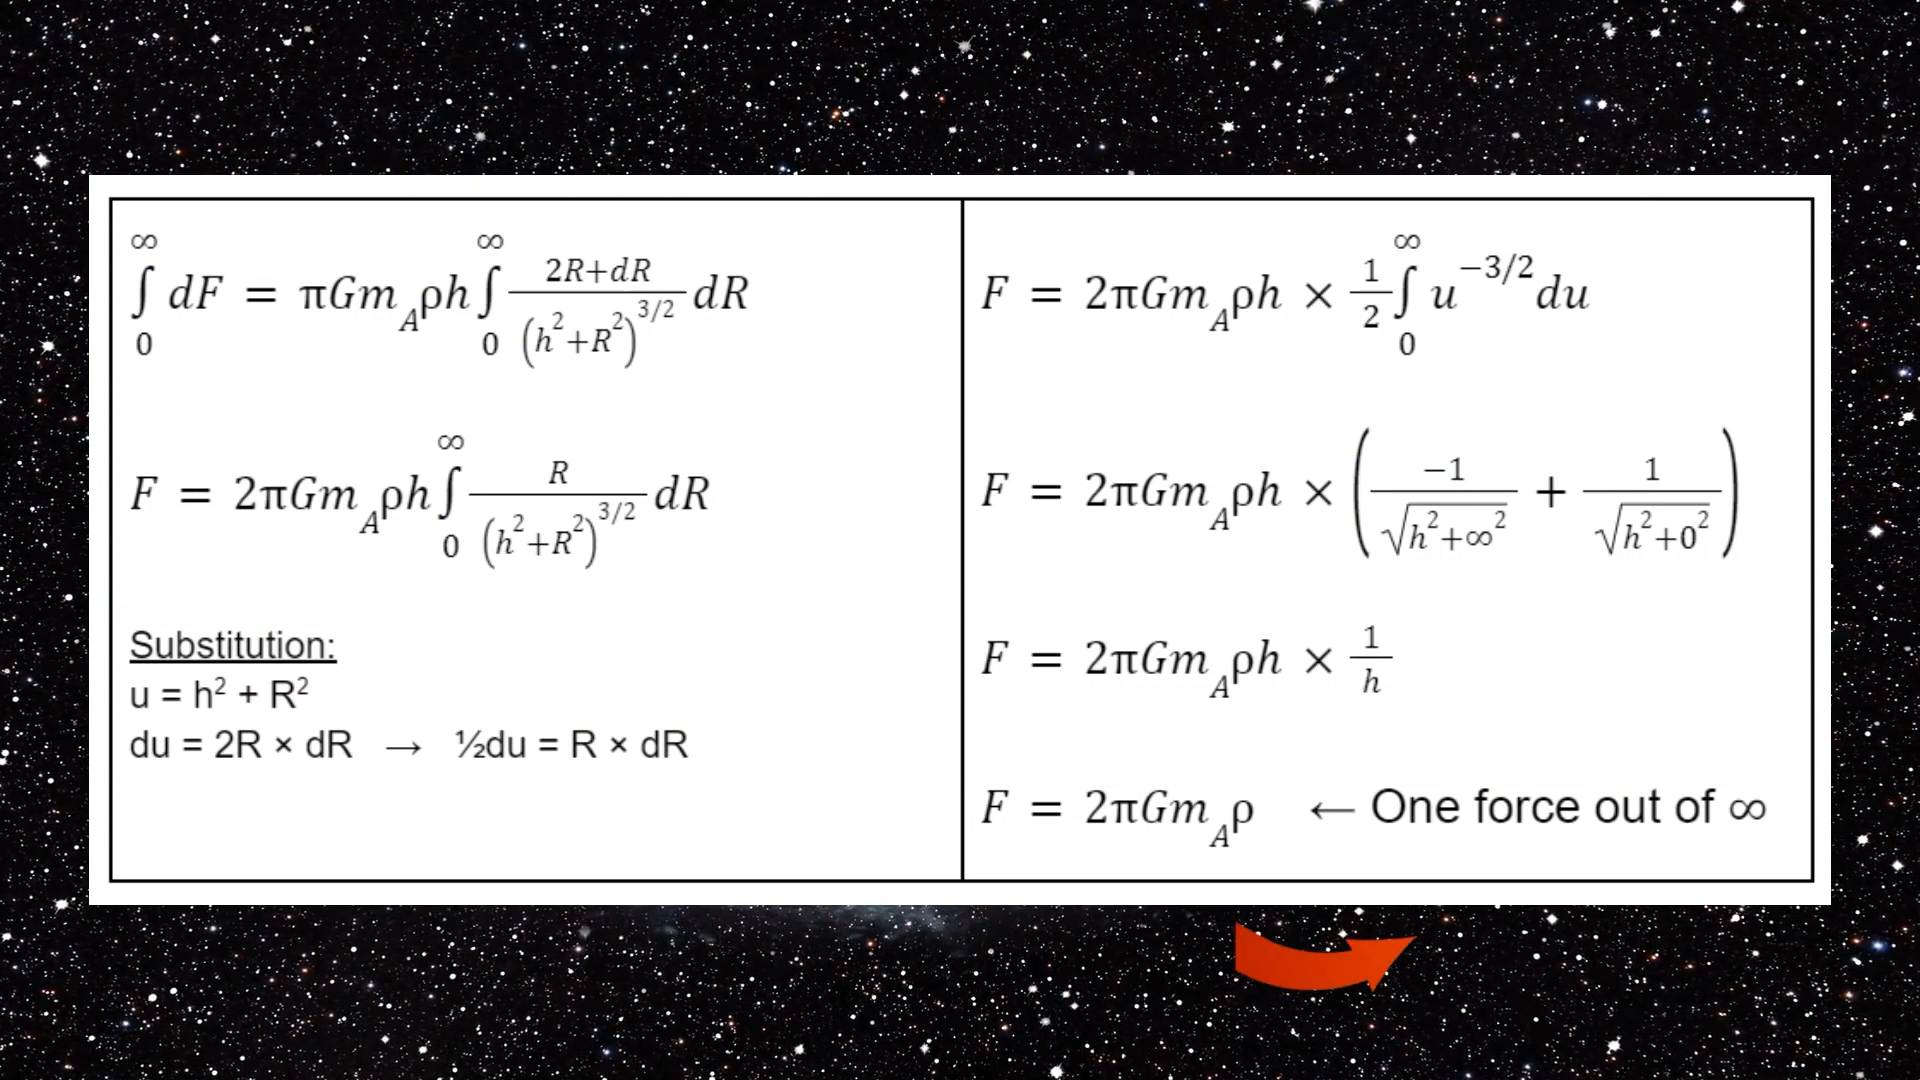 ∫₀^∞ dF = πGm_Aρh ∫₀^∞ (2R+dR)/(h²+R²)^{3/2} dR
F = 2πGm_Aρh ∫₀^∞ R/(h²+R²)^{3/2} dR
Substitution:
u = h² + R²
du = 2R × dR → ½du = R × dR
F = 2πGm_Aρh × 1/2 ∫₀^∞ u^{-3/2} du
F = 2πGm_Aρh × (-1/√(h²+∞²) + 1/√(h²+0²))
F = 2πGm_Aρh × 1/h
F = 2πGm_Aρ ← One force out of ∞